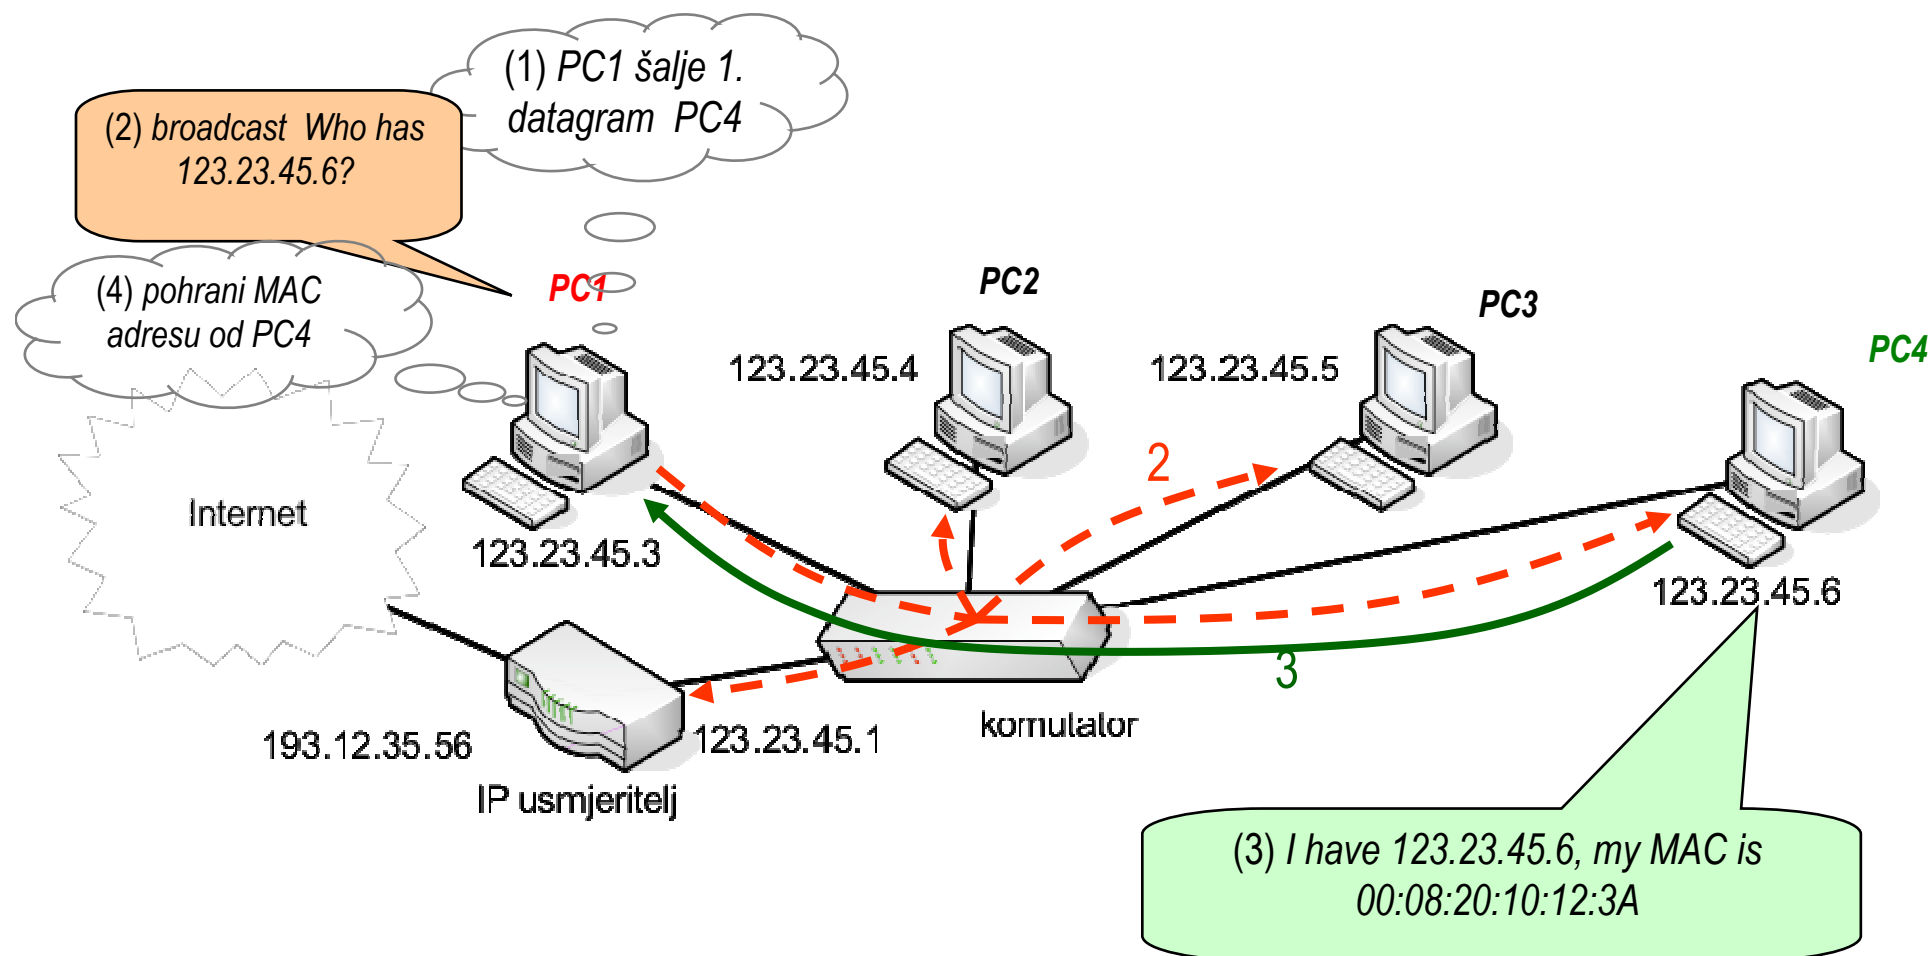 (1) PC1 šalje 1.
datagram PC4
(2) broadcast Who has
123.23.45.6?
(4) pohrani MAC
adresu od PC4
PC1
PC2
PC3
PC4
123.23.45.4
123.23.45.5
2
Internet
123.23.45.3
123.23.45.6
3
193.12.35.56
123.23.45.1
komutator
IP usmjeritelj
(3) I have 123.23.45.6, my MAC is
00:08:20:10:12:3A